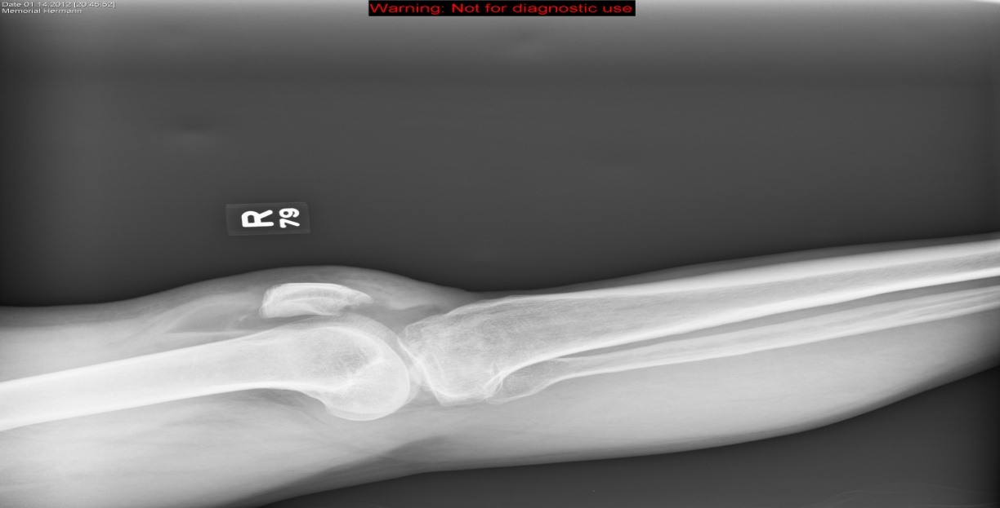 Date 01.14.2012 [20:45:52]
Memorial Hermann
Warning: Not for diagnostic use
R
79